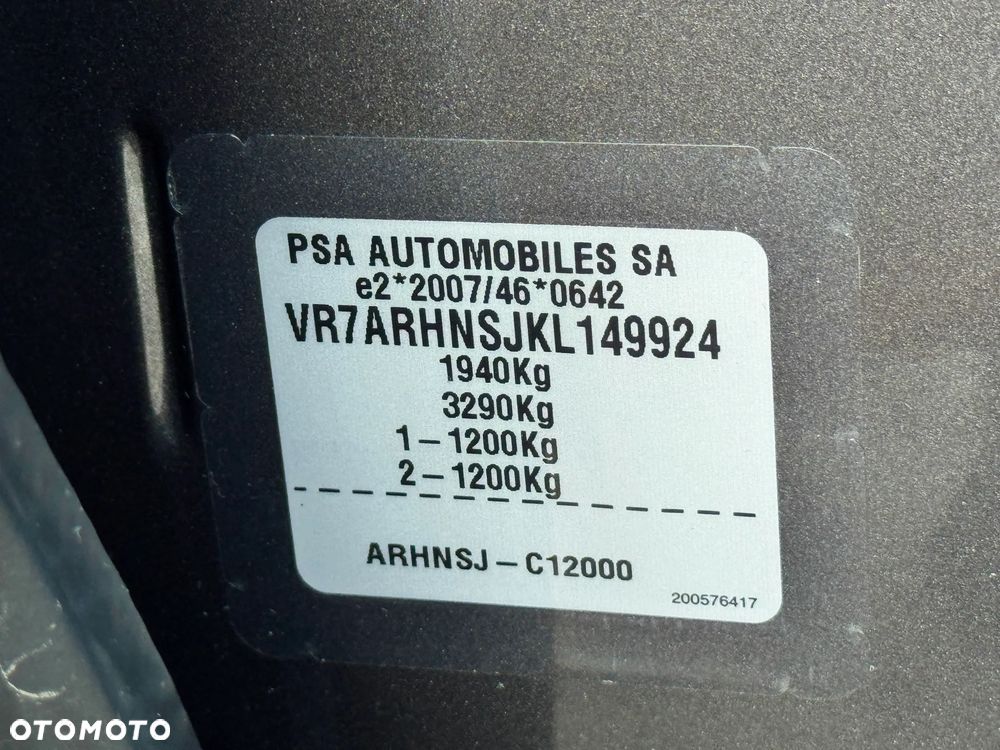 PSA AUTOMOBILES SA
e2*2007/46*0642
VR7ARHNSJKL149924
1940Kg
3290Kg
1-1200Kg
2-1200Kg
ARHNSJ-C12000
200576417
OTOMOTO